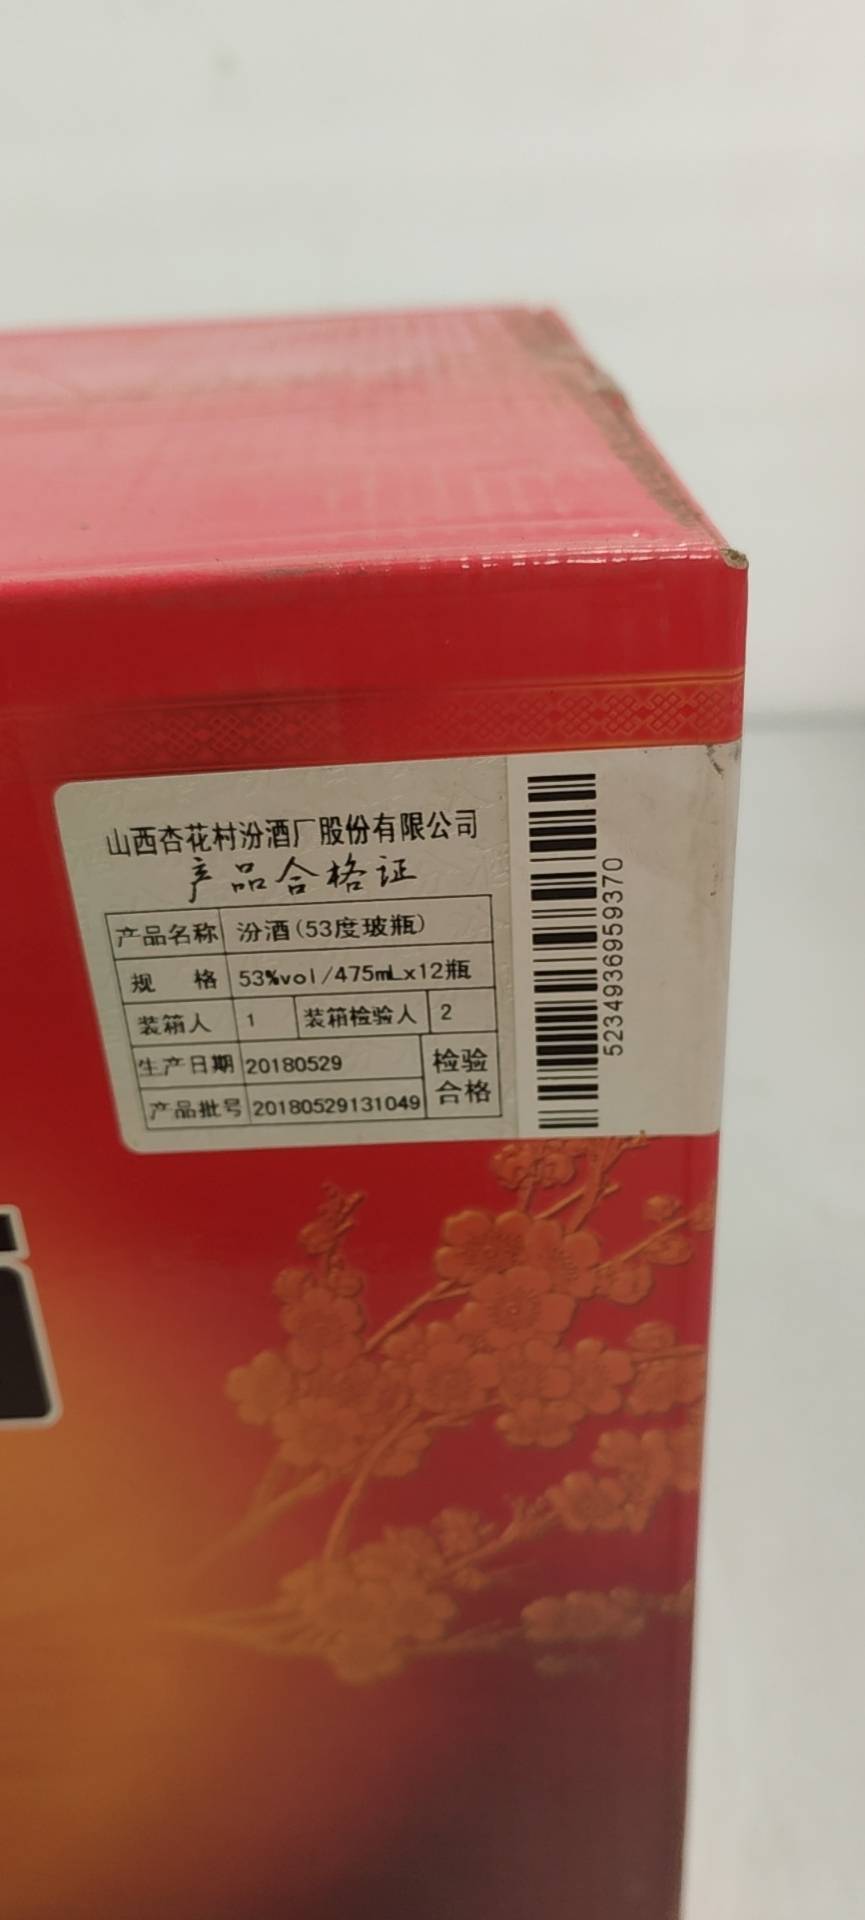 山西杏花村汾酒厂股份有限公司
产品合格证
产品名称 汾酒(53度玻瓶)
规 格 53%vol/475mLx12瓶
装箱人 1 装箱检验人 2
生产日期 20180529 检验
产品批号 20180529131049 合格
5234936959370